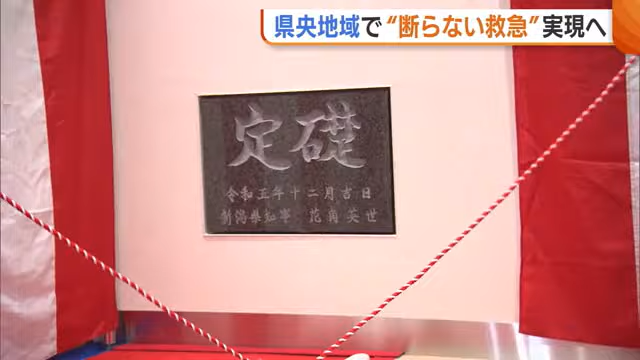 県央地域で“断らない救急”実現へ
定礎
令和五年十二月吉日
新潟県知事 花角英世